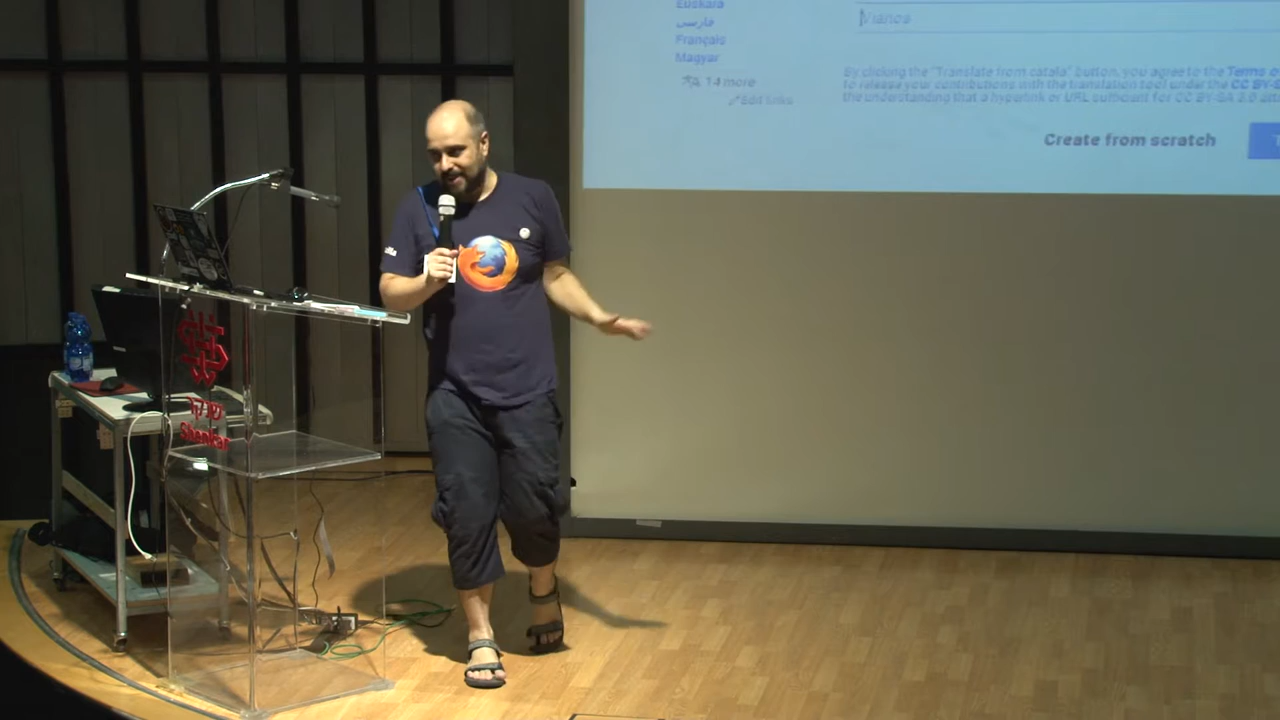 Euskara
فارسی
Français
Magyar
14 more
Edit links
Vianos
By clicking the "Translate from català" button, you agree to the Terms
to release your contributions with the translation tool under the CC BY-S
the understanding that a hyperlink or URL sufficient for CC BY-SA 3.0
Create from scratch
שנקר
Shenkar